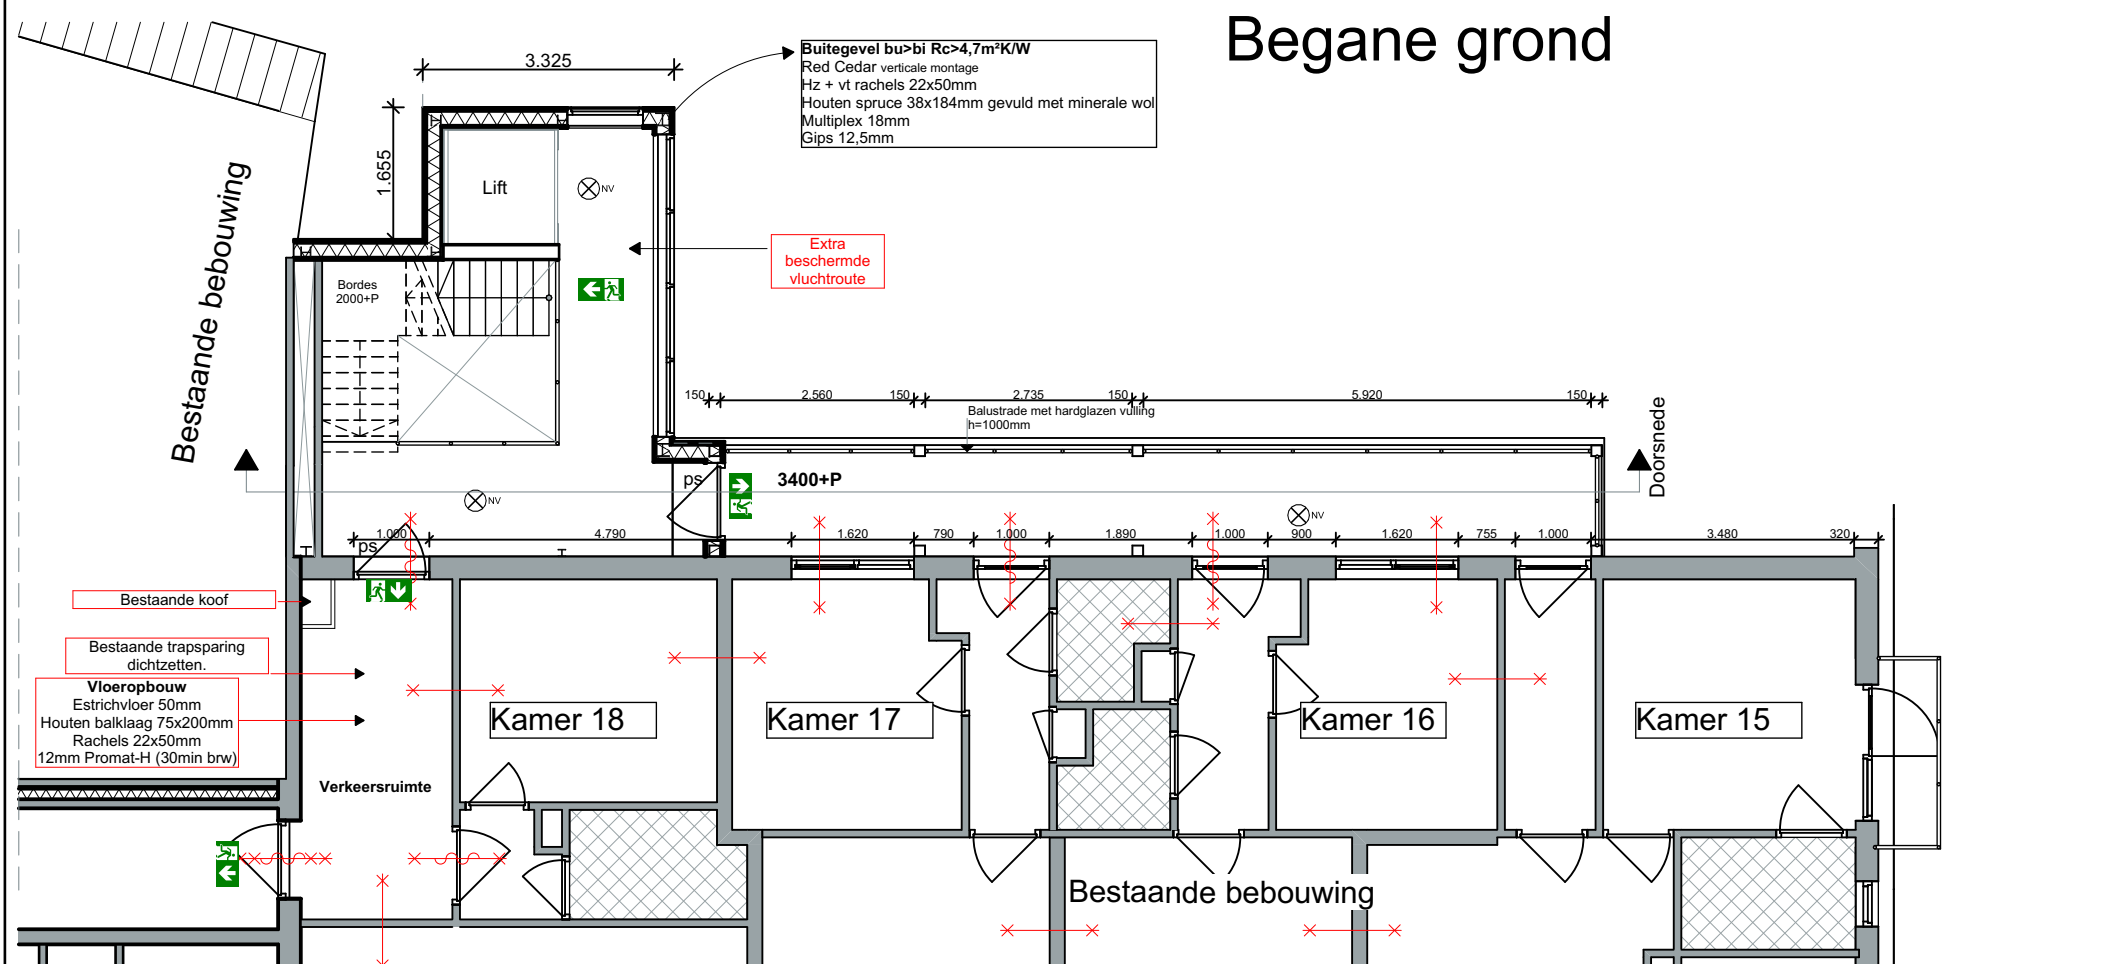 Begane grond
3.325
Buitegevel bu>bi Rc>4,7m²K/W
Red Cedar verticale montage
Hz + vt rachels 22x50mm
Houten spruce 38x184mm gevuld met minerale wol
Multiplex 18mm
Gips 12,5mm
1.655
Lift
NV
Bestaande bebouwing
Extra
beschermde
vluchtroute
Bordes
2000+P
150
2.560
150
2.735
150
5.920
150
Balustrade met hardglazen vulling
h=1000mm
Doorsnede
ps
3400+P
NV
NV
1.000
4.790
1.620
790
1.000
1.890
1.000
900
1.620
755
1.000
3.480
320
ps
Bestaande koof
Bestaande trapsparing
dichtzetten.
Vloeropbouw
Estrichvloer 50mm
Houten balklaag 75x200mm
Rachels 22x50mm
12mm Promat-H (30min brw)
Kamer 18
Kamer 17
Kamer 16
Kamer 15
Verkeersruimte
Bestaande bebouwing